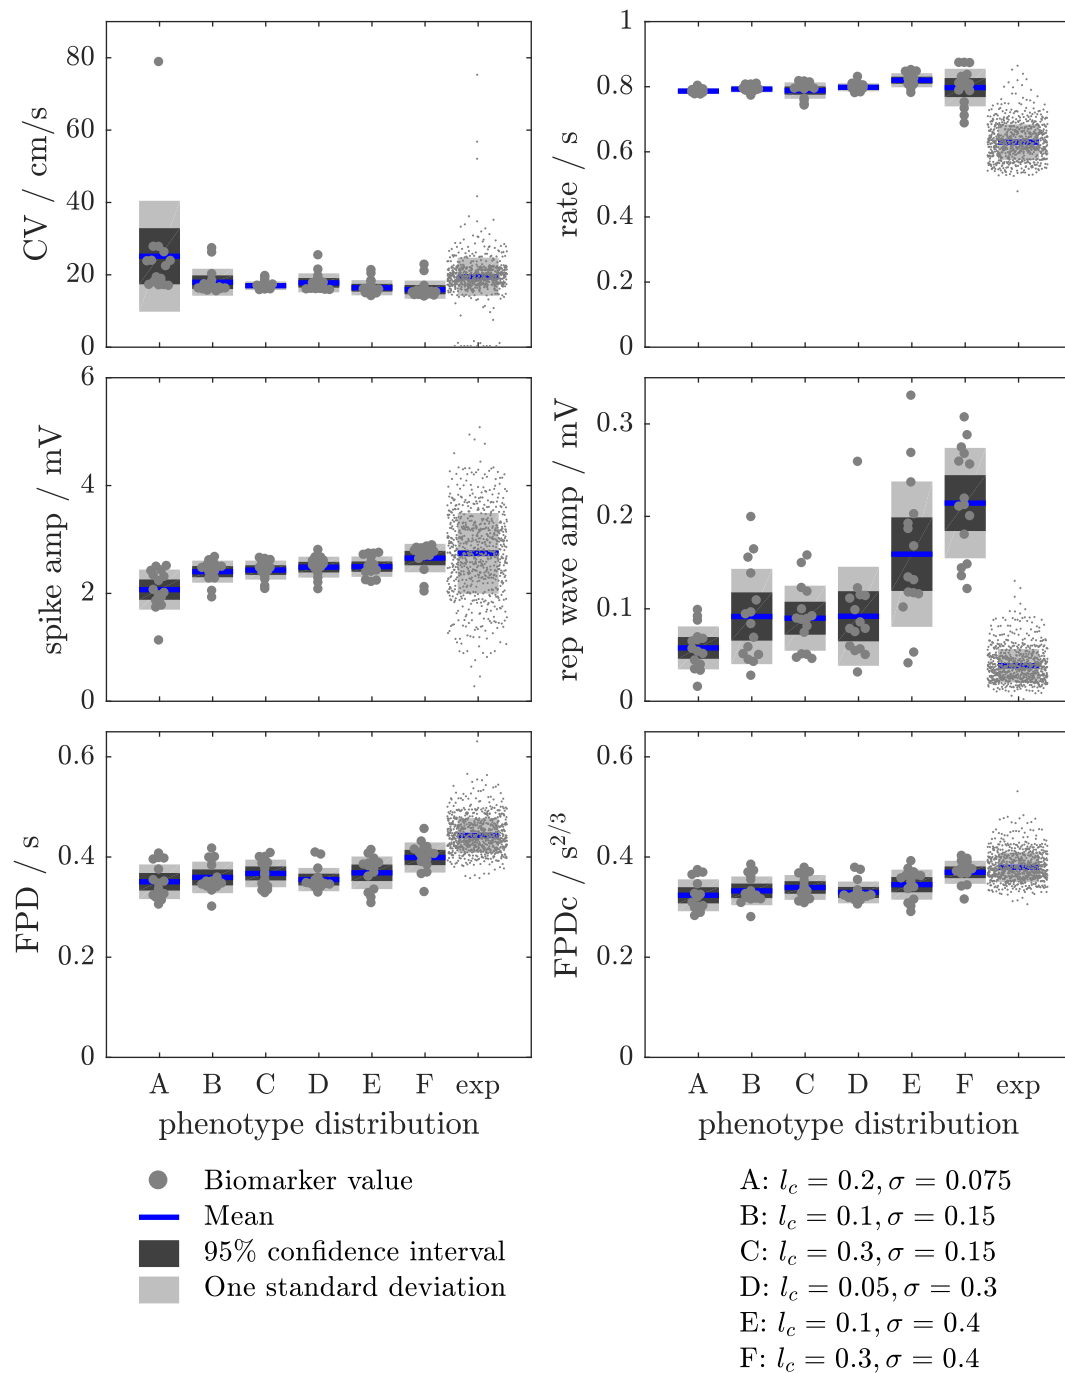 80
60
40
20
0
CV / cm/s
1
0.8
0.6
0.4
0.2
0
rate / s
6
4
2
0
spike amp / mV
0.3
0.2
0.1
0
rep wave amp / mV
0.6
0.4
0.2
0
FPD / s
A B C D E F exp
phenotype distribution
0.6
0.4
0.2
0
FPDc / s^{2/3}
A B C D E F exp
phenotype distribution
Biomarker value
Mean
95% confidence interval
One standard deviation
A: l_c = 0.2, σ = 0.075
B: l_c = 0.1, σ = 0.15
C: l_c = 0.3, σ = 0.15
D: l_c = 0.05, σ = 0.3
E: l_c = 0.1, σ = 0.4
F: l_c = 0.3, σ = 0.4